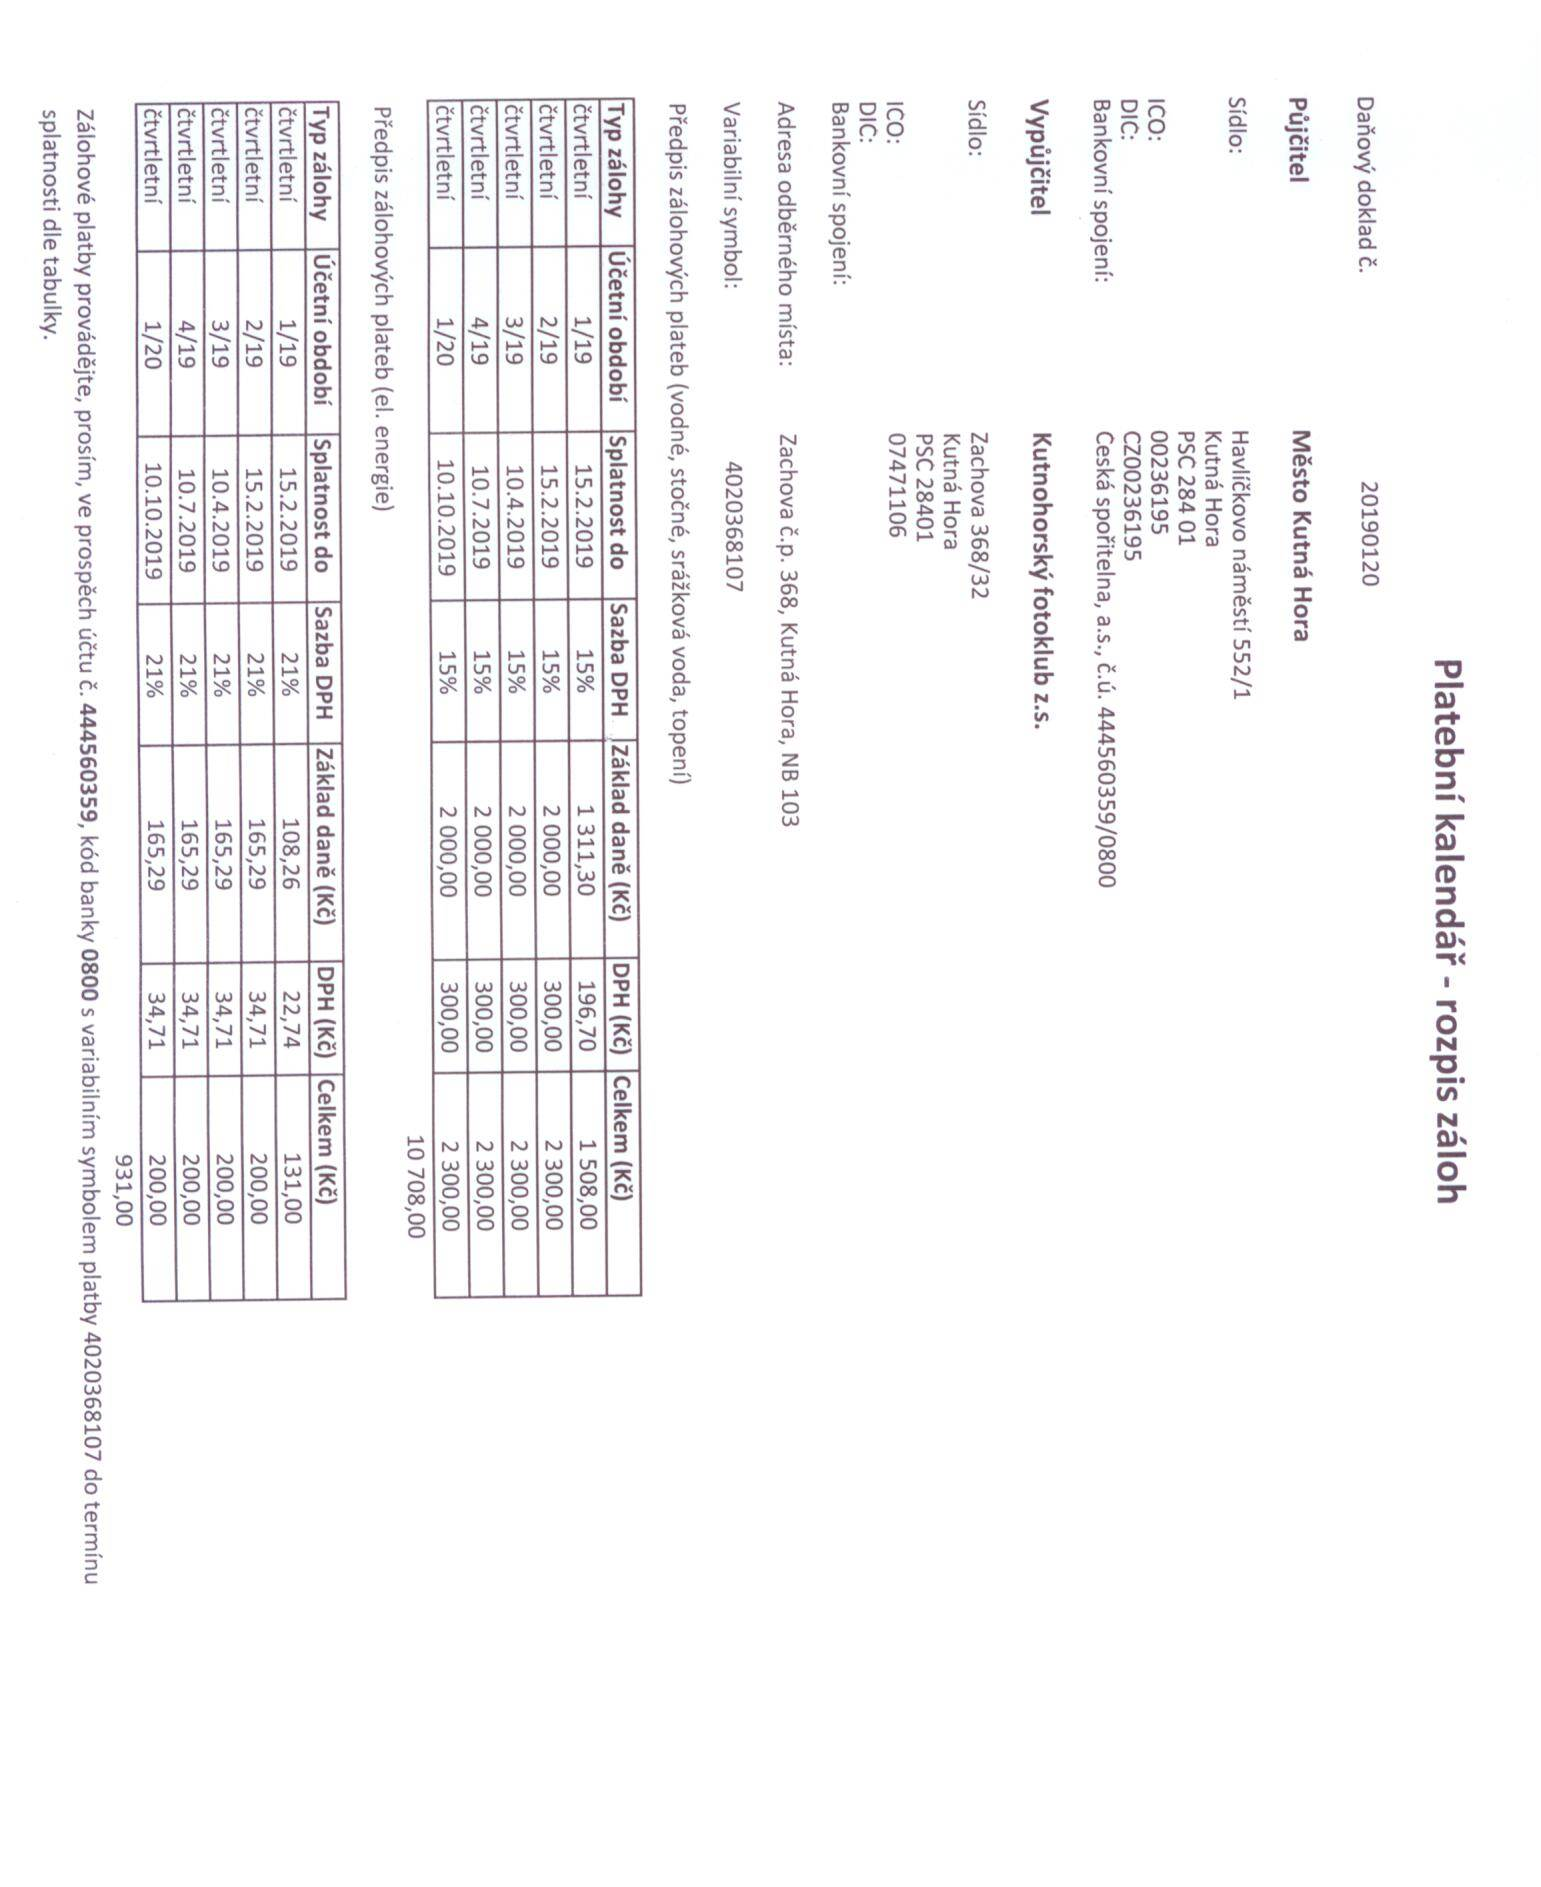 Platební kalendář - rozpis záloh
Daňový doklad č. 20190120
Půjčitel Město Kutná Hora
Sídlo: Havlíčkovo náměstí 552/1
Kutná Hora
PSC 284 01
ICO: 00236195
DIC: CZ00236195
Bankovní spojení: Ceská spořitelna, a.s., č.ú. 444560359/0800
Vypůjčitel Kutnohorský fotoklub z.s.
Sídlo: Zachova 368/32
Kutná Hora
PSC 28401
ICO: 07471106
DIC:
Bankovní spojení:
Adresa odběrného místa: Zachova č.p. 368, Kutná Hora, NB 103
Variabilní symbol: 4020368107
Předpis zálohových plateb (vodné, stočné, srážková voda, topení)
Typ zálohy Účetní období Splatnost do Sazba DPH Základ daně (Kč) DPH (Kč) Celkem (Kč)
čtvrtletní 1/19 15.2.2019 15% 1 311,30 196,70 1 508,00
čtvrtletní 2/19 15.2.2019 15% 2 000,00 300,00 2 300,00
čtvrtletní 3/19 10.4.2019 15% 2 000,00 300,00 2 300,00
čtvrtletní 4/19 10.7.2019 15% 2 000,00 300,00 2 300,00
čtvrtletní 1/20 10.10.2019 15% 2 000,00 300,00 2 300,00
10 708,00
Předpis zálohových plateb (el. energie)
Typ zálohy Účetní období Splatnost do Sazba DPH Základ daně (Kč) DPH (Kč) Celkem (Kč)
čtvrtletní 1/19 15.2.2019 21% 108,26 22,74 131,00
čtvrtletní 2/19 15.2.2019 21% 165,29 34,71 200,00
čtvrtletní 3/19 10.4.2019 21% 165,29 34,71 200,00
čtvrtletní 4/19 10.7.2019 21% 165,29 34,71 200,00
čtvrtletní 1/20 10.10.2019 21% 165,29 34,71 200,00
931,00
Zálohové platby provádějte, prosím, ve prospěch účtu č. 444560359, kód banky 0800 s variabilním symbolem platby 4020368107 do termínu
splatnosti dle tabulky.